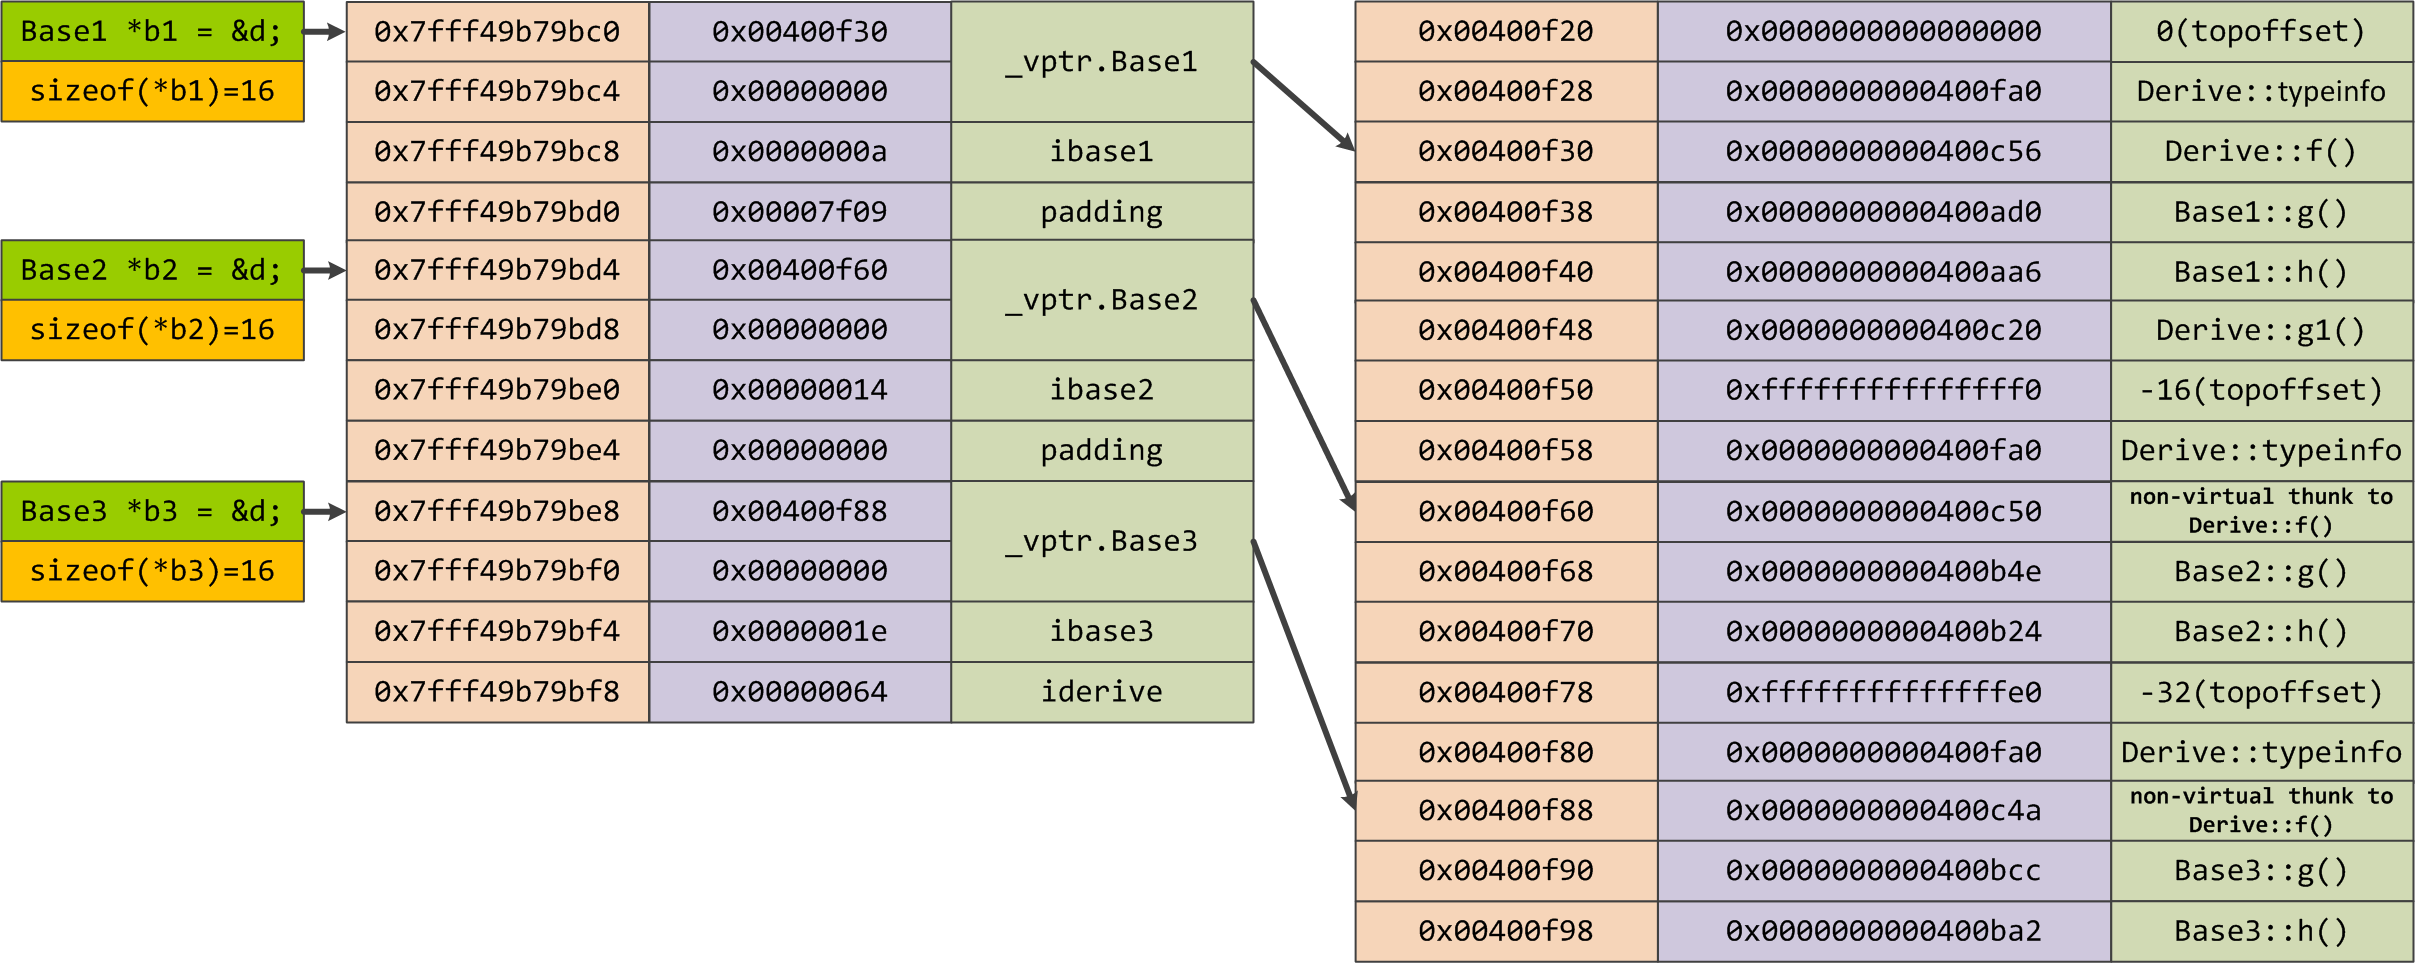 Base1 *b1 = &d;
sizeof(*b1)=16
Base2 *b2 = &d;
sizeof(*b2)=16
Base3 *b3 = &d;
sizeof(*b3)=16
0x7fff49b79bc0 0x00400f30 _vptr.Base1
0x7fff49b79bc4 0x00000000
0x7fff49b79bc8 0x0000000a ibase1
0x7fff49b79bd0 0x00007f09 padding
0x7fff49b79bd4 0x00400f60 _vptr.Base2
0x7fff49b79bd8 0x00000000
0x7fff49b79be0 0x00000014 ibase2
0x7fff49b79be4 0x00000000 padding
0x7fff49b79be8 0x00400f88 _vptr.Base3
0x7fff49b79bf0 0x00000000
0x7fff49b79bf4 0x0000001e ibase3
0x7fff49b79bf8 0x00000064 iderive
0x00400f20 0x0000000000000000 0(topoffset)
0x00400f28 0x0000000000400fa0 Derive::typeinfo
0x00400f30 0x0000000000400c56 Derive::f()
0x00400f38 0x0000000000400ad0 Base1::g()
0x00400f40 0x0000000000400aa6 Base1::h()
0x00400f48 0x0000000000400c20 Derive::g1()
0x00400f50 0xfffffffffffffff0 -16(topoffset)
0x00400f58 0x0000000000400fa0 Derive::typeinfo
0x00400f60 0x0000000000400c50 non-virtual thunk to
Derive::f()
0x00400f68 0x0000000000400b4e Base2::g()
0x00400f70 0x0000000000400b24 Base2::h()
0x00400f78 0xffffffffffffffe0 -32(topoffset)
0x00400f80 0x0000000000400fa0 Derive::typeinfo
0x00400f88 0x0000000000400c4a non-virtual thunk to
Derive::f()
0x00400f90 0x0000000000400bcc Base3::g()
0x00400f98 0x0000000000400ba2 Base3::h()